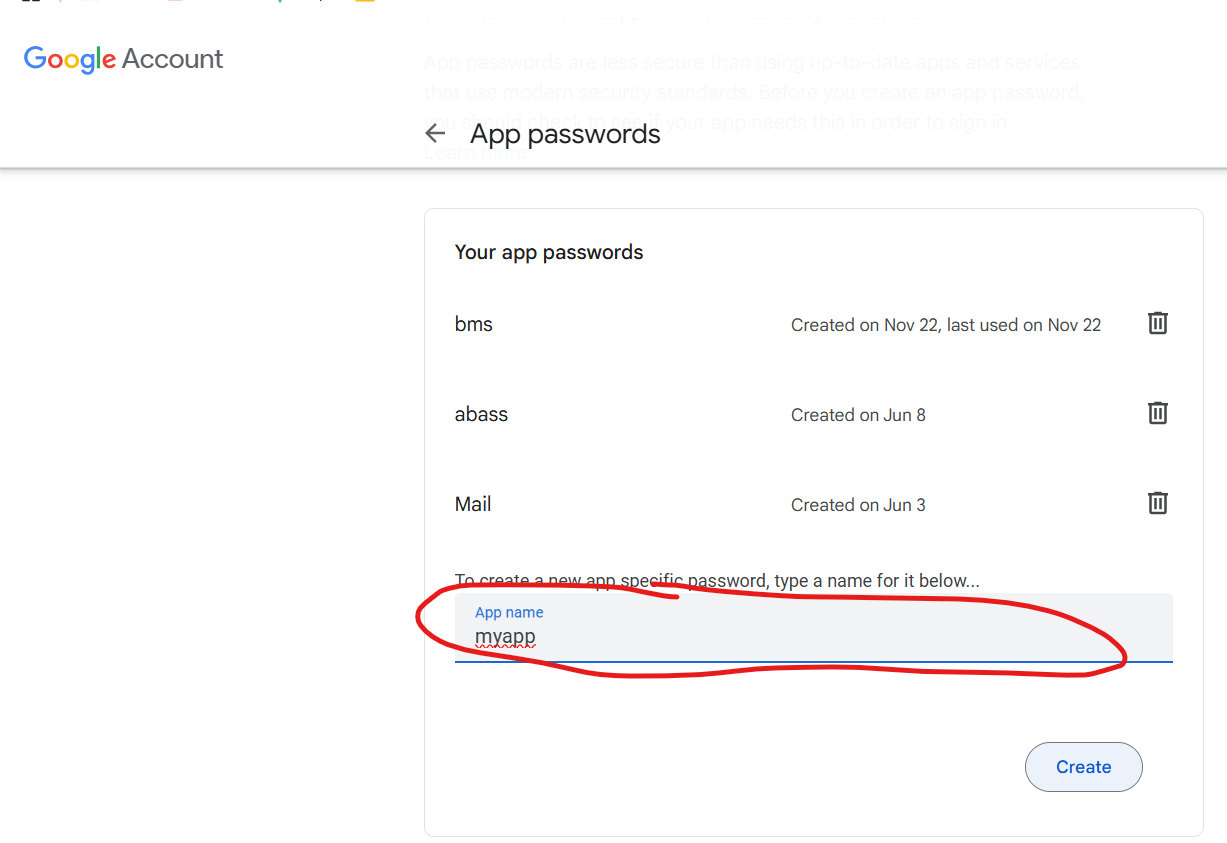 Google Account
App passwords are less secure than using up-to-date apps and services
that use modern security standards. Before you create an app password,
you should check to see if your app needs this in order to sign in.
Learn more
App passwords
Your app passwords
bms Created on Nov 22, last used on Nov 22
abass Created on Jun 8
Mail Created on Jun 3
To create a new app specific password, type a name for it below...
App name
myapp
Create